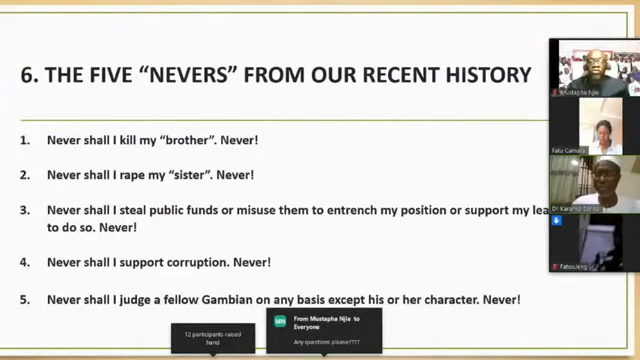 6. THE FIVE “NEVERS” FROM OUR RECENT HISTORY
1. Never shall I kill my “brother”. Never!
2. Never shall I rape my “sister”. Never!
3. Never shall I steal public funds or misuse them to entrench my position or support my lea
to do so. Never!
4. Never shall I support corruption. Never!
5. Never shall I judge a fellow Gambian on any basis except his or her character. Never!
Mustapha Njie
Fatu Camara
Dr Karamo
12 participants raised
hand
MN
From Mustapha Njie to
Everyone
Any questions please????